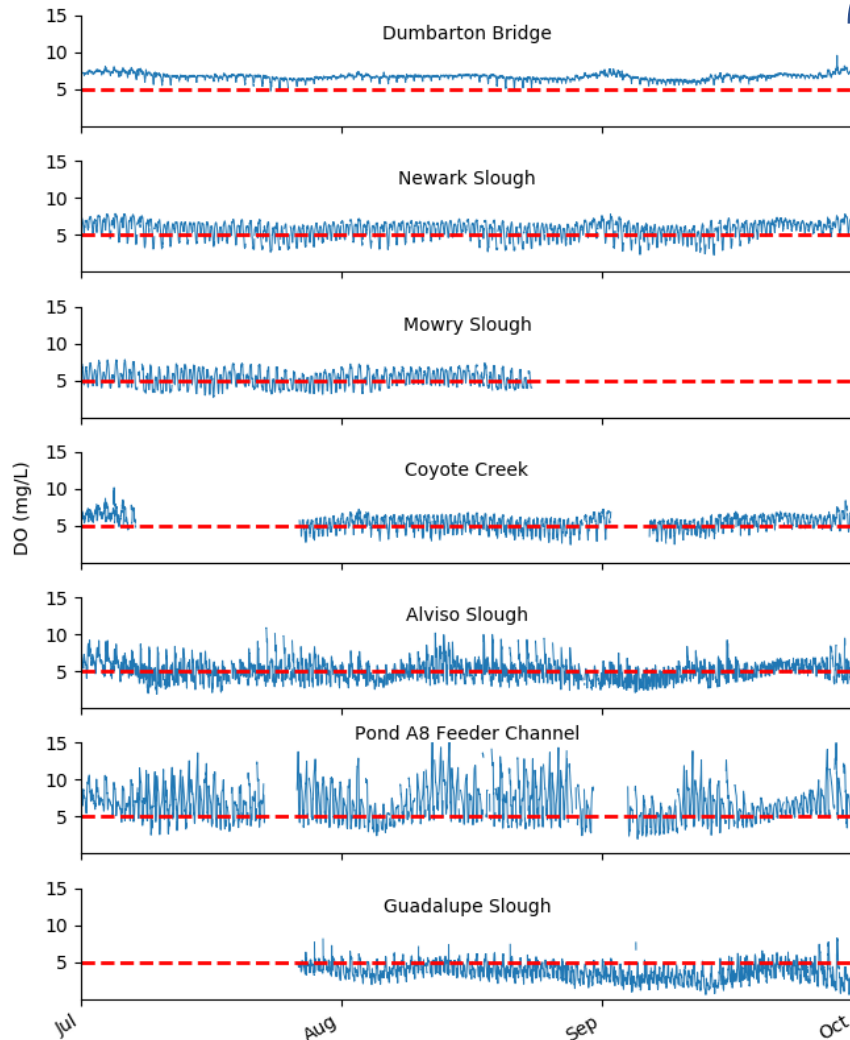 15
Dumbarton Bridge
10
5
15
Newark Slough
10
5
15
Mowry Slough
10
5
15
Coyote Creek
10
5
DO (mg/L)
15
Alviso Slough
10
5
Pond A8 Feeder Channel
15
10
5
15
Guadalupe Slough
10
5
Jul Aug Sep Oct